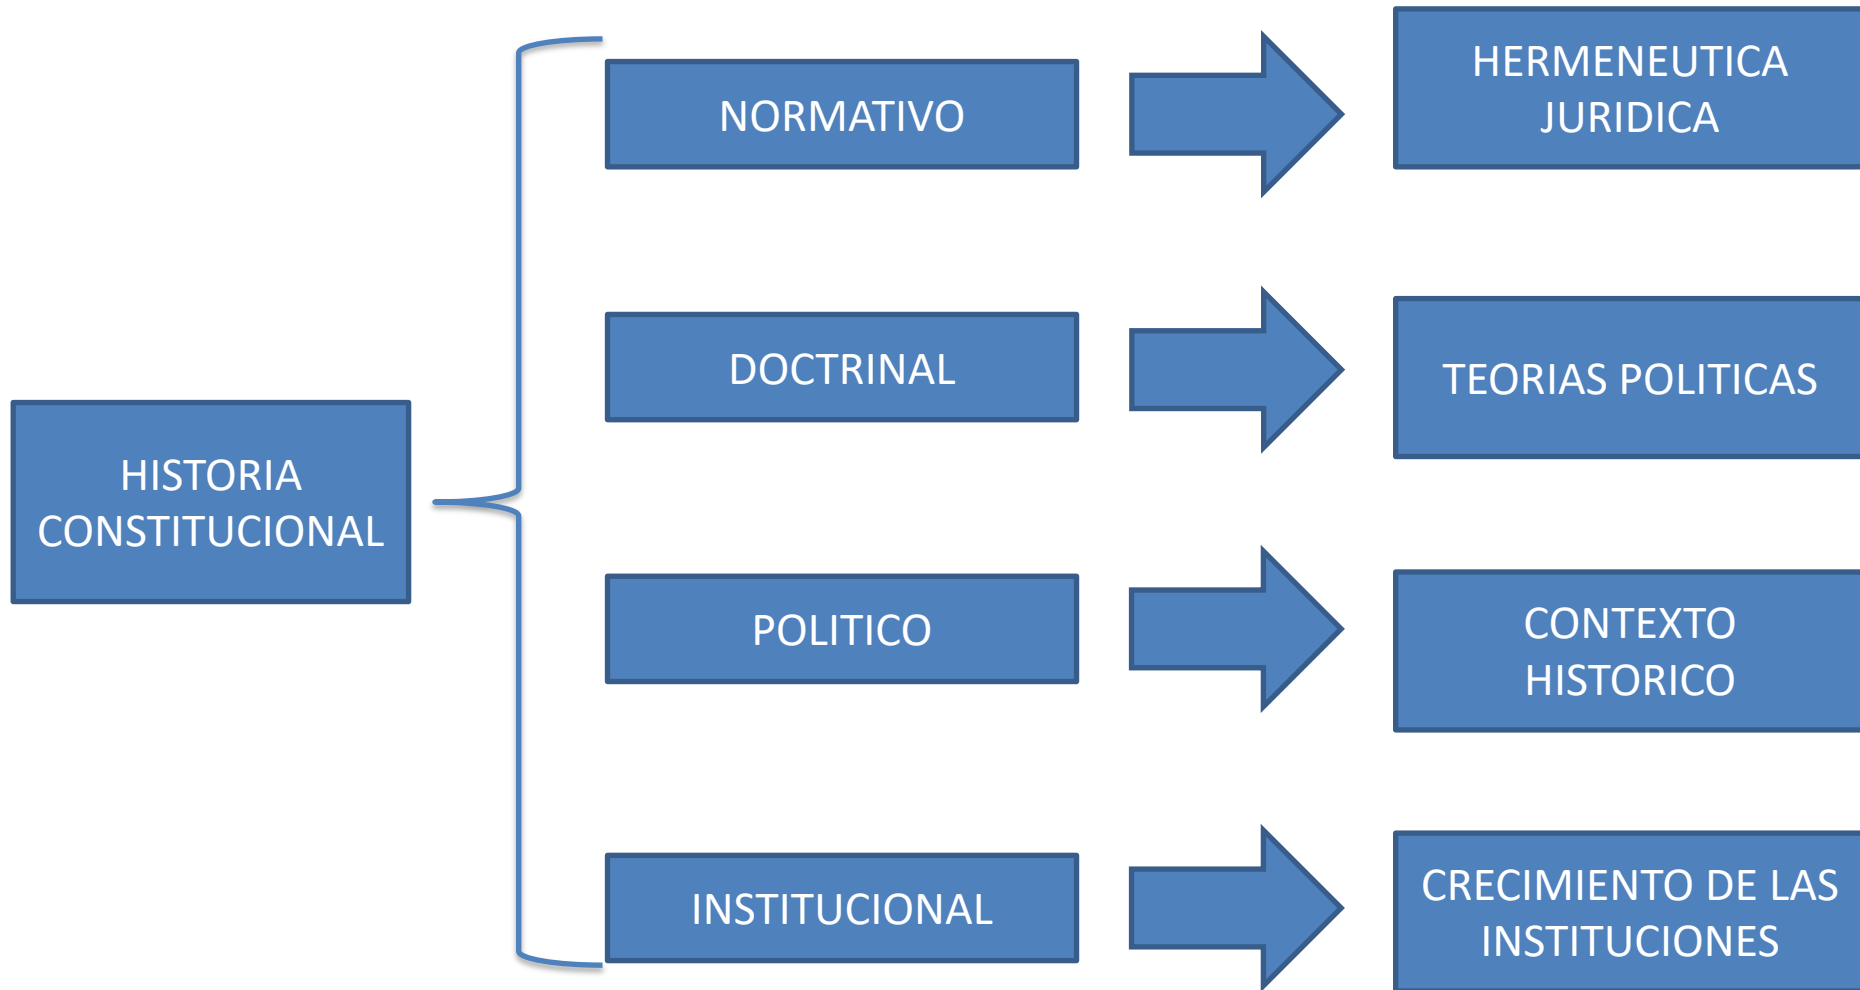 HISTORIA
CONSTITUCIONAL
NORMATIVO
HERMENEUTICA
JURIDICA
DOCTRINAL
TEORIAS POLITICAS
POLITICO
CONTEXTO
HISTORICO
INSTITUCIONAL
CRECIMIENTO DE LAS
INSTITUCIONES